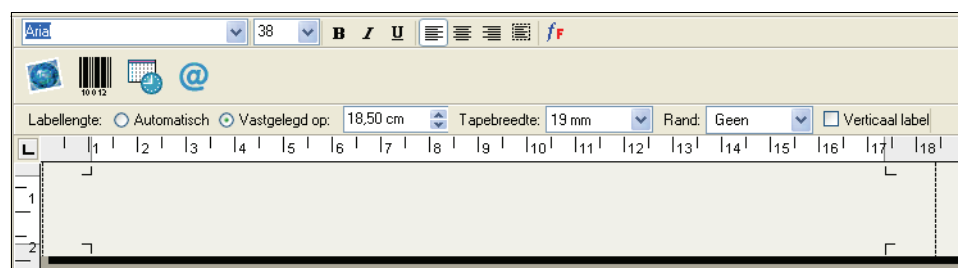 Arial 38 B I U fF
10012 @
Labellengte: Automatisch Vastgelegd op: 18,50 cm Tapebreedte: 19 mm Rand: Geen Verticaal label
L 1 2 3 4 5 6 7 8 9 10 11 12 13 14 15 16 17 18
1
2